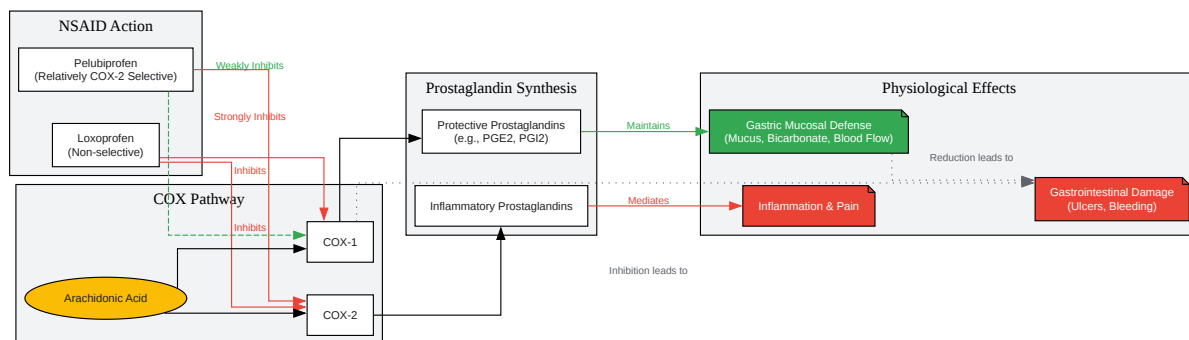 NSAID Action
Pelubiprofen
(Relatively COX-2 Selective)
Weakly Inhibits
Strongly Inhibits
Loxoprofen
(Non-selective)
Inhibits
Inhibits
COX Pathway
COX-1
Arachidonic Acid
COX-2
Prostaglandin Synthesis
Protective Prostaglandins
(e.g., PGE2, PGI2)
Inflammatory Prostaglandins
Maintains
Mediates
Inhibition leads to
Physiological Effects
Gastric Mucosal Defense
(Mucus, Bicarbonate, Blood Flow)
Reduction leads to
Inflammation & Pain
Gastrointestinal Damage
(Ulcers, Bleeding)